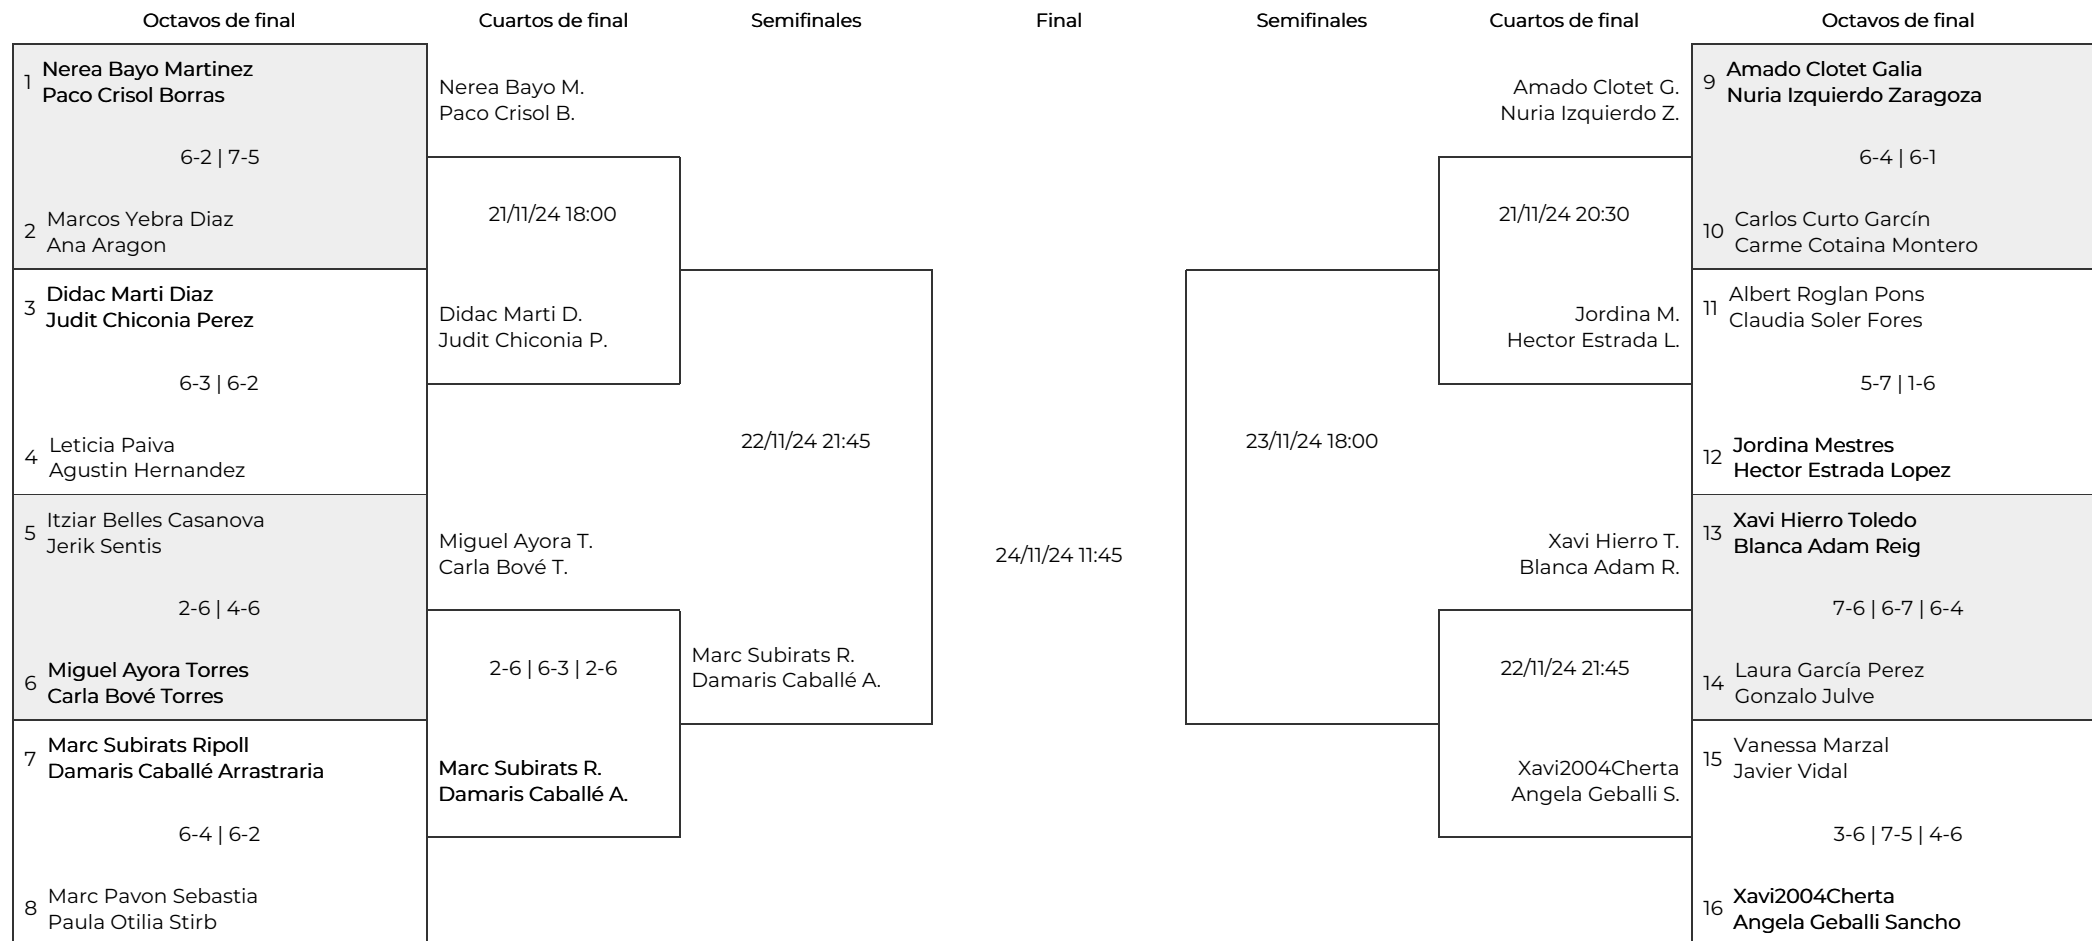 Octavos de final
Cuartos de final
Semifinales
Final
Semifinales
Cuartos de final
Octavos de final
1
Nerea Bayo Martinez
Paco Crisol Borras
6-2 | 7-5
2
Marcos Yebra Diaz
Ana Aragon
3
Didac Marti Diaz
Judit Chiconia Perez
6-3 | 6-2
4
Leticia Paiva
Agustin Hernandez
5
Itziar Belles Casanova
Jerik Sentis
2-6 | 4-6
6
Miguel Ayora Torres
Carla Bové Torres
7
Marc Subirats Ripoll
Damaris Caballé Arrastraria
6-4 | 6-2
8
Marc Pavon Sebastia
Paula Otilia Stirb
Nerea Bayo M.
Paco Crisol B.
21/11/24 18:00
Didac Marti D.
Judit Chiconia P.
Miguel Ayora T.
Carla Bové T.
2-6 | 6-3 | 2-6
Marc Subirats R.
Damaris Caballé A.
22/11/24 21:45
Marc Subirats R.
Damaris Caballé A.
24/11/24 11:45
23/11/24 18:00
Amado Clotet G.
Nuria Izquierdo Z.
21/11/24 20:30
Jordina M.
Hector Estrada L.
Xavi Hierro T.
Blanca Adam R.
22/11/24 21:45
Xavi2004Cherta
Angela Geballi S.
9
Amado Clotet Galia
Nuria Izquierdo Zaragoza
6-4 | 6-1
10
Carlos Curto Garcín
Carme Cotaina Montero
11
Albert Roglan Pons
Claudia Soler Fores
5-7 | 1-6
12
Jordina Mestres
Hector Estrada Lopez
13
Xavi Hierro Toledo
Blanca Adam Reig
7-6 | 6-7 | 6-4
14
Laura García Perez
Gonzalo Julve
15
Vanessa Marzal
Javier Vidal
3-6 | 7-5 | 4-6
16
Xavi2004Cherta
Angela Geballi Sancho